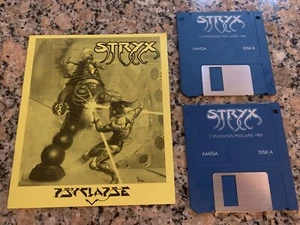 STRYX
PSYCLAPSE
STRYX
AMIGA DISK B
STRYX
AMIGA DISK A